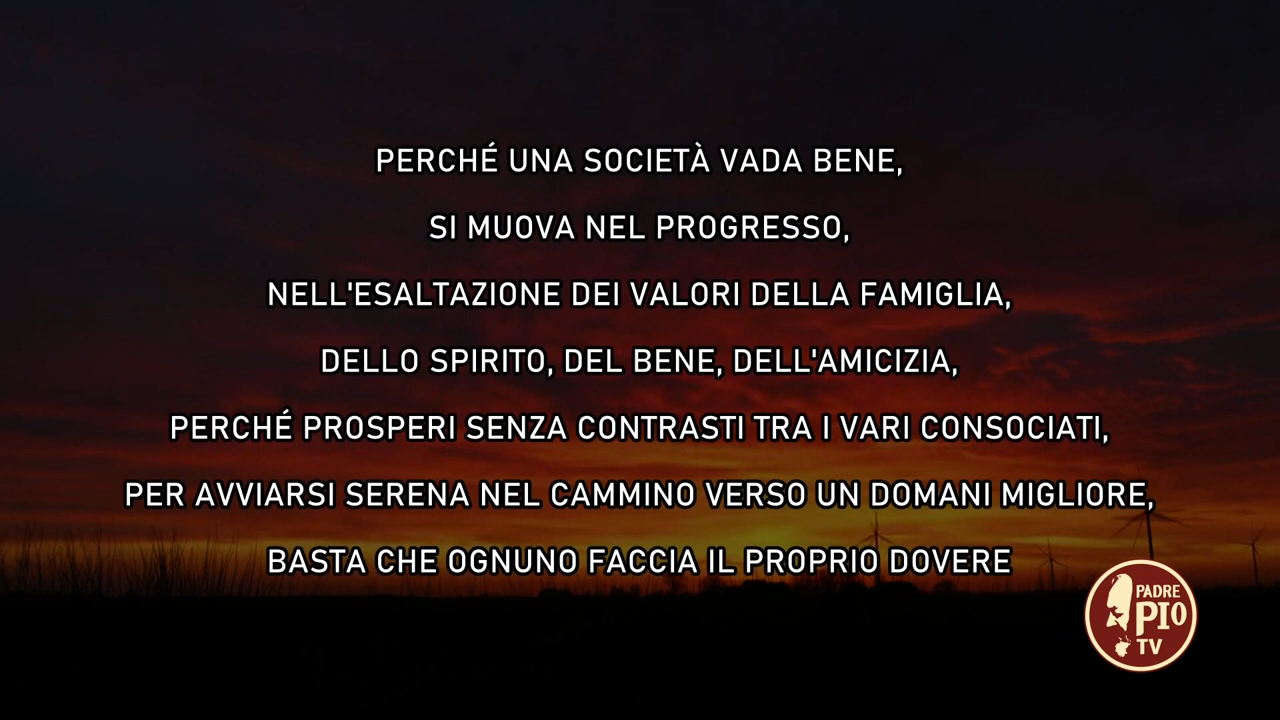 PERCHÉ UNA SOCIETÀ VADA BENE,
SI MUOVA NEL PROGRESSO,
NELL'ESALTAZIONE DEI VALORI DELLA FAMIGLIA,
DELLO SPIRITO, DEL BENE, DELL'AMICIZIA,
PERCHÉ PROSPERI SENZA CONTRASTI TRA I VARI CONSOCIATI,
PER AVVIARSI SERENA NEL CAMMINO VERSO UN DOMANI MIGLIORE,
BASTA CHE OGNUNO FACCIA IL PROPRIO DOVERE
PADRE
PIO
TV